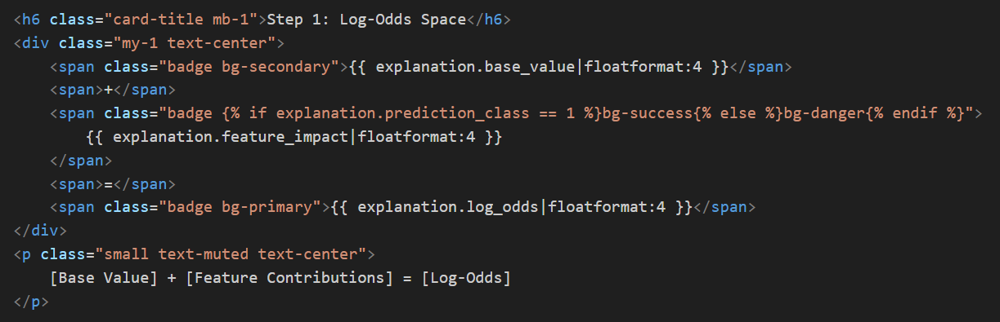 <h6 class="card-title mb-1">Step 1: Log-Odds Space</h6>
<div class="my-1 text-center">
    <span class="badge bg-secondary">{{ explanation.base_value|floatformat:4 }}</span>
    <span>+</span>
    <span class="badge {% if explanation.prediction_class == 1 %}bg-success{% else %}bg-danger{% endif %}">
        {{ explanation.feature_impact|floatformat:4 }}
    </span>
    <span>=</span>
    <span class="badge bg-primary">{{ explanation.log_odds|floatformat:4 }}</span>
</div>
<p class="small text-muted text-center">
    [Base Value] + [Feature Contributions] = [Log-Odds]
</p>